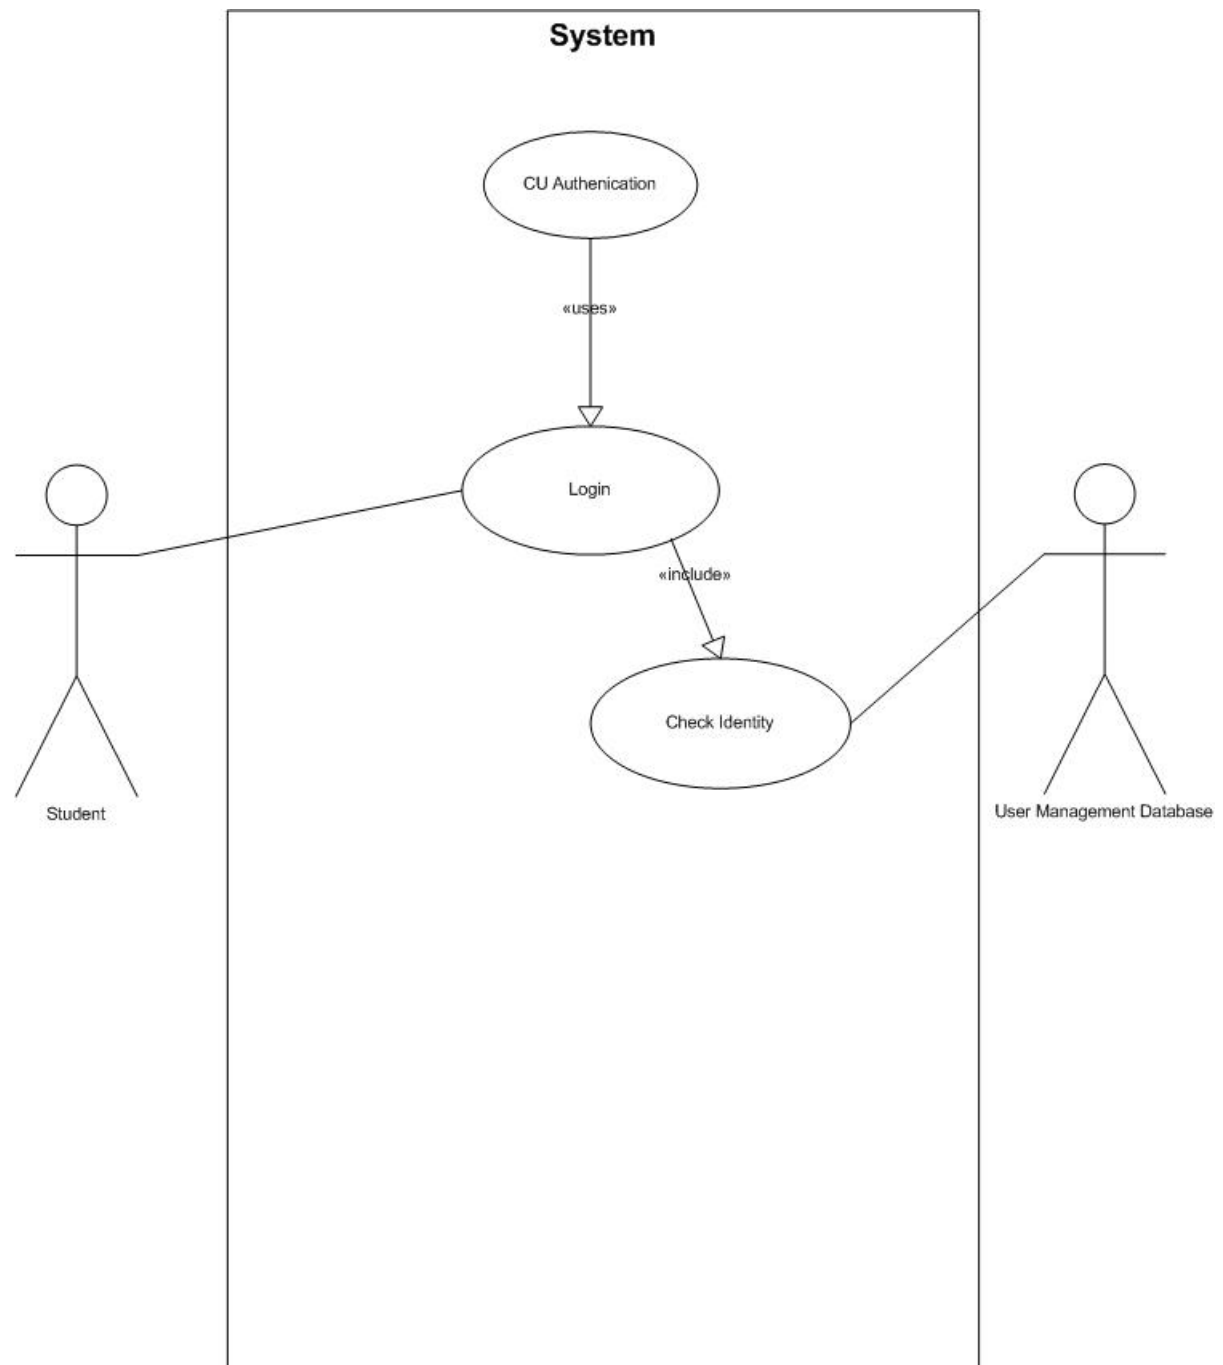 System
CU Authenication
«uses»
Login
«include»
Check Identity
Student
User Management Database